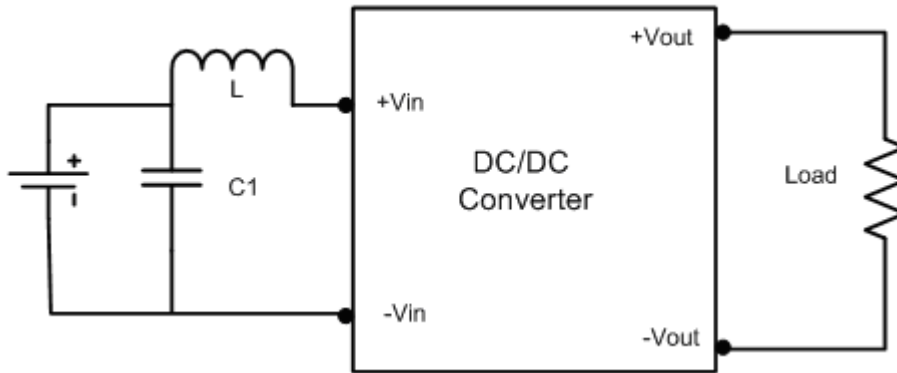 +Vout
L
+Vin
DC/DC
Converter
C1
Load
+
-
-Vin
-Vout